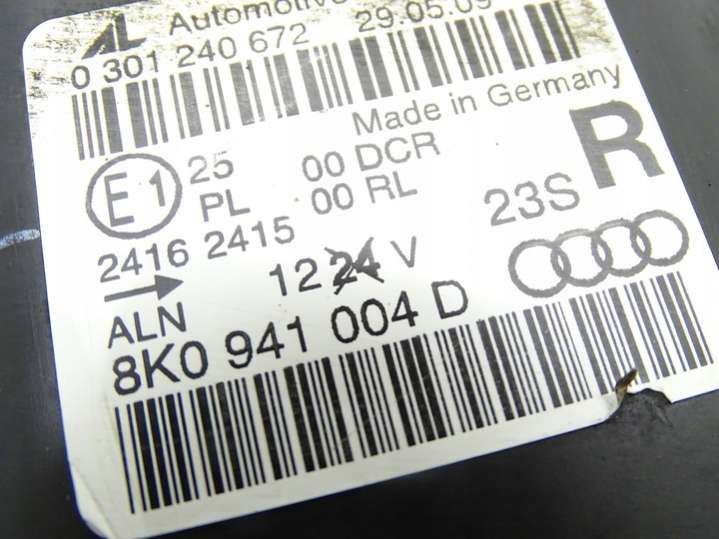 AL Automotive 29.05.09
0 301 240 672
Made in Germany
E1 25 00 DCR
PL 00 RL
2416 2415
23S R
12 24 V
ALN
8K0 941 004 D